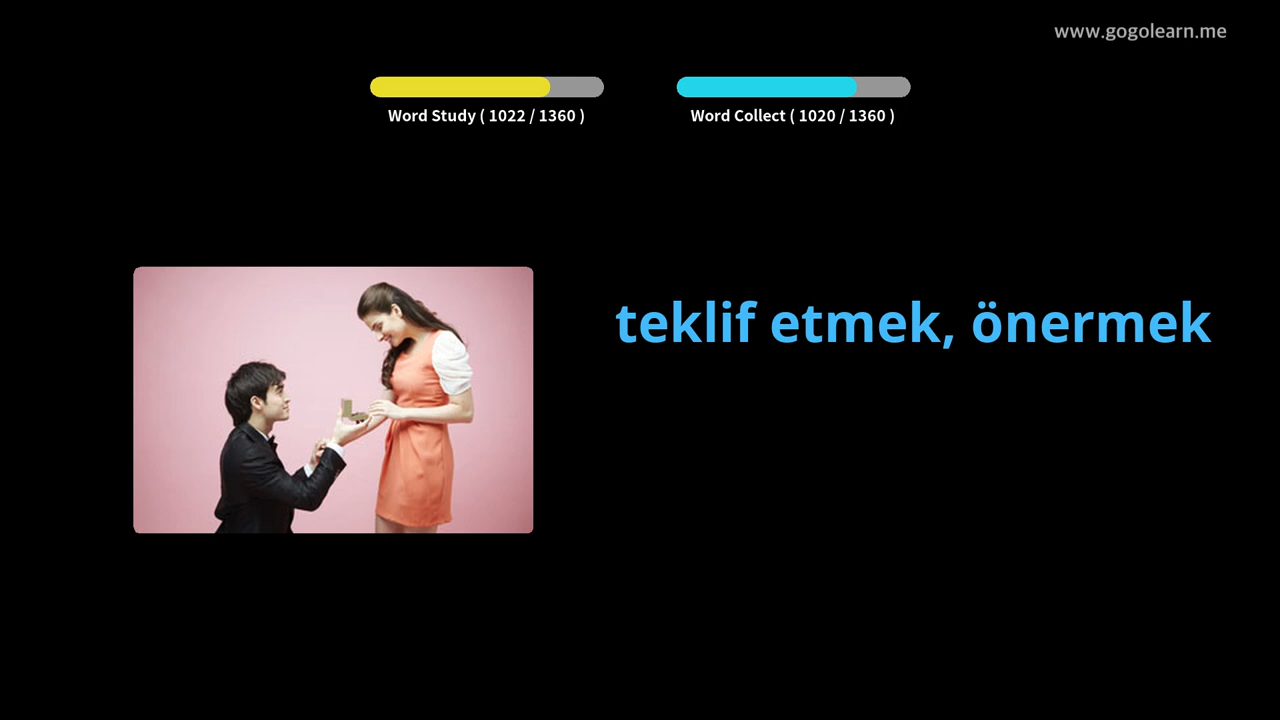 www.gogolearn.me
Word Study ( 1022 / 1360 )
Word Collect ( 1020 / 1360 )
teklif etmek, önermek